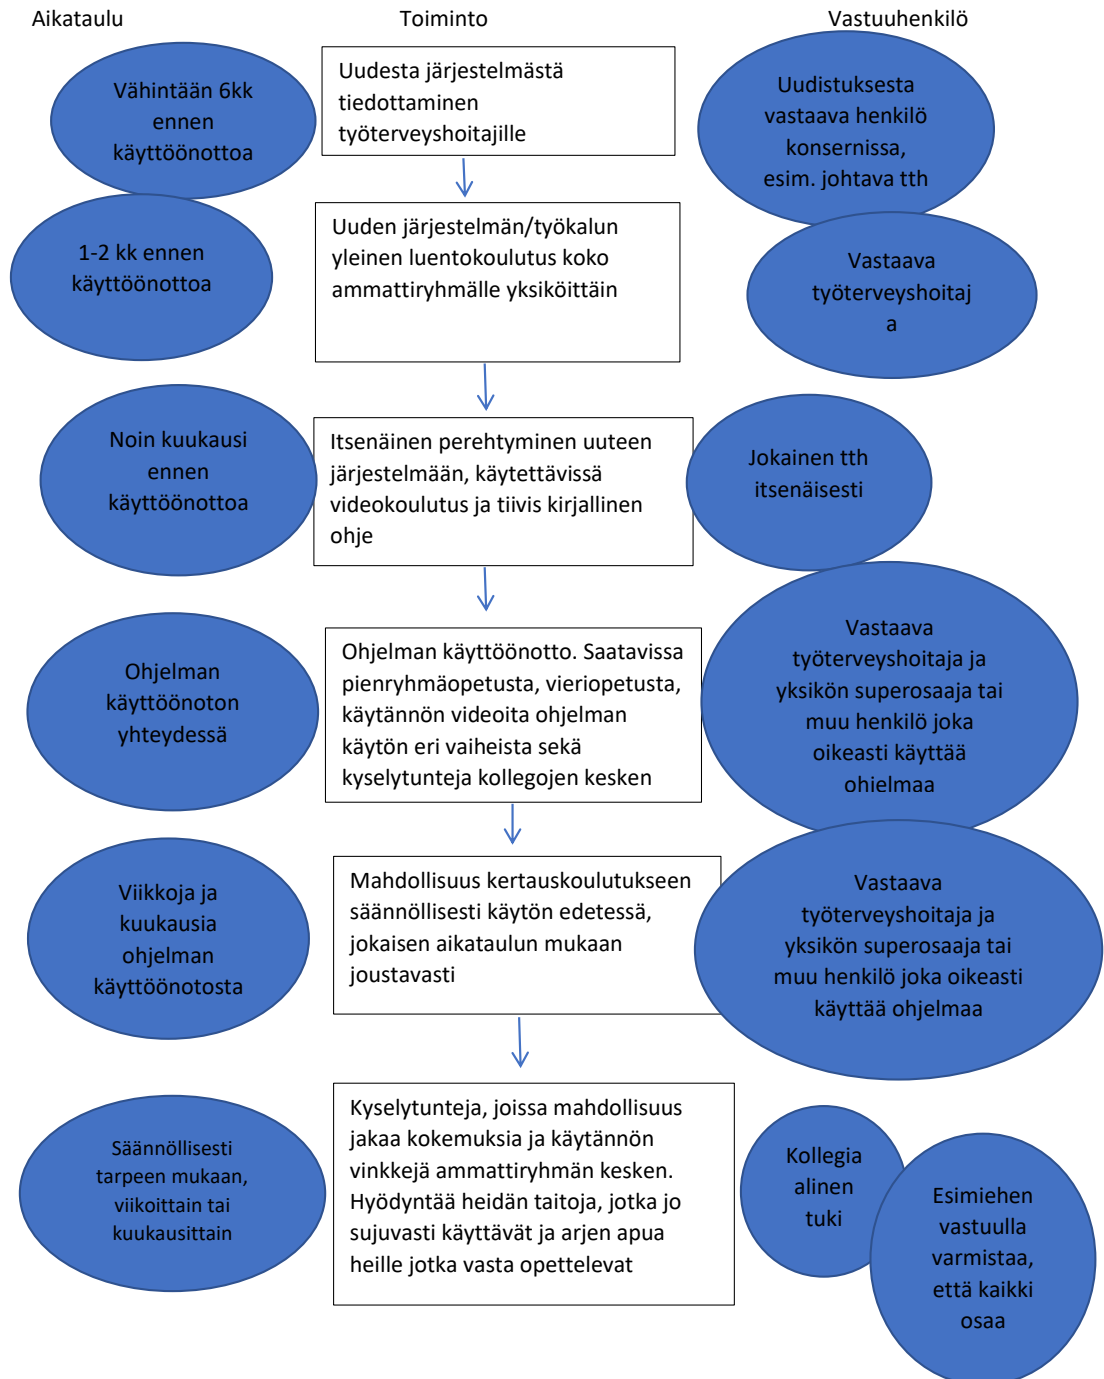 Aikataulu
Toiminto
Vastuuhenkilö
Vähintään 6kk
ennen
käyttöönottoa
Uudesta järjestelmästä
tiedottaminen
työterveyshoitajille
Uudistuksesta
vastaava henkilö
konsernissa,
esim. johtava tth
1-2 kk ennen
käyttöönottoa
Uuden järjestelmän/työkalun
yleinen luentokoulutus koko
ammattiryhmälle yksiköittäin
Vastaava
työterveyshoitaj
a
Noin kuukausi
ennen
käyttöönottoa
Itsenäinen perehtyminen uuteen
järjestelmään, käytettävissä
videokoulutus ja tiivis kirjallinen
ohje
Jokainen tth
itsenäisesti
Ohjelman
käyttöönoton
yhteydessä
Ohjelman käyttöönotto. Saatavissa
pienryhmäopetusta, vieriopetusta,
käytännön videoita ohjelman
käytön eri vaiheista sekä
kyselytunteja kollegojen kesken
Vastaava
työterveyshoitaja ja
yksikön superosaaja tai
muu henkilö joka
oikeasti käyttää
ohjelmaa
Viikkoja ja
kuukausia
ohjelman
käyttöönotosta
Mahdollisuus kertauskoulutukseen
säännöllisesti käytön edetessä,
jokaisen aikataulun mukaan
joustavasti
Vastaava
työterveyshoitaja ja
yksikön superosaaja tai
muu henkilö joka oikeasti
käyttää ohjelmaa
Säännöllisesti
tarpeen mukaan,
viikoittain tai
kuukausittain
Kyselytunteja, joissa mahdollisuus
jakaa kokemuksia ja käytännön
vinkkejä ammattiryhmän kesken.
Hyödyntää heidän taitoja, jotka jo
sujuvasti käyttävät ja arjen apua
heille jotka vasta opettelevat
Kollegia
alinen
tuki
Esimiehen
vastuulla
varmistaa,
että kaikki
osaa